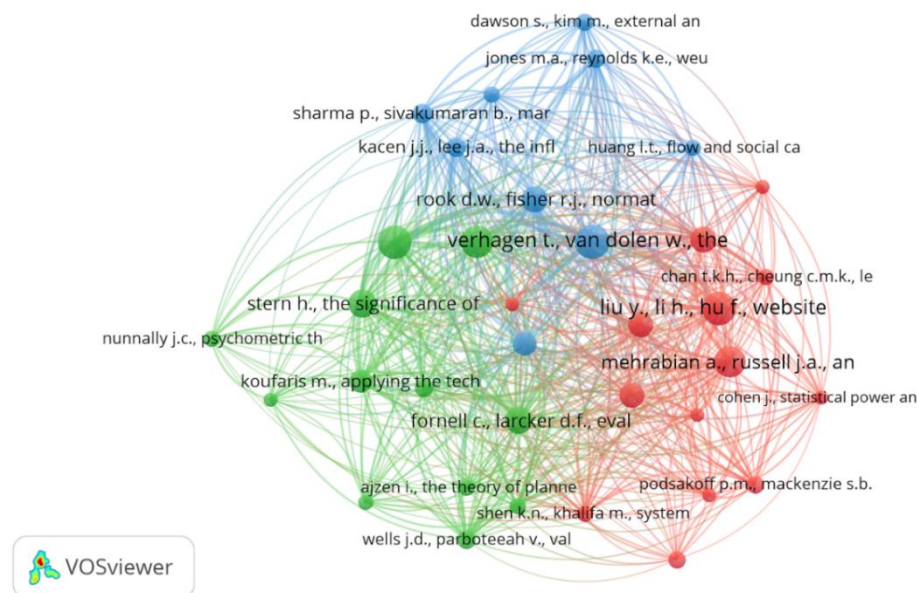 dawson s., kim m., external an
jones m.a., reynolds k.e., weu
sharma p., sivakumaran b., mar
kacen j.j., lee j.a., the infl
huang l.t., flow and social ca
rook d.w., fisher r.j., normat
verhagen t., van dolen w., the
chan t.k.h., cheung c.m.k., le
stern h., the significance of
liu y., li h., hu f., website
nunnally j.c., psychometric th
mehrabian a., russell j.a., an
koufaris m., applying the tech
cohen j., statistical power an
fornell c., larcker d.f., eval
podsakoff p.m., mackenzie s.b.
ajzen i., the theory of planne
shen k.n., khalifa m., system
wells j.d., parboteeah v., val
VOSviewer